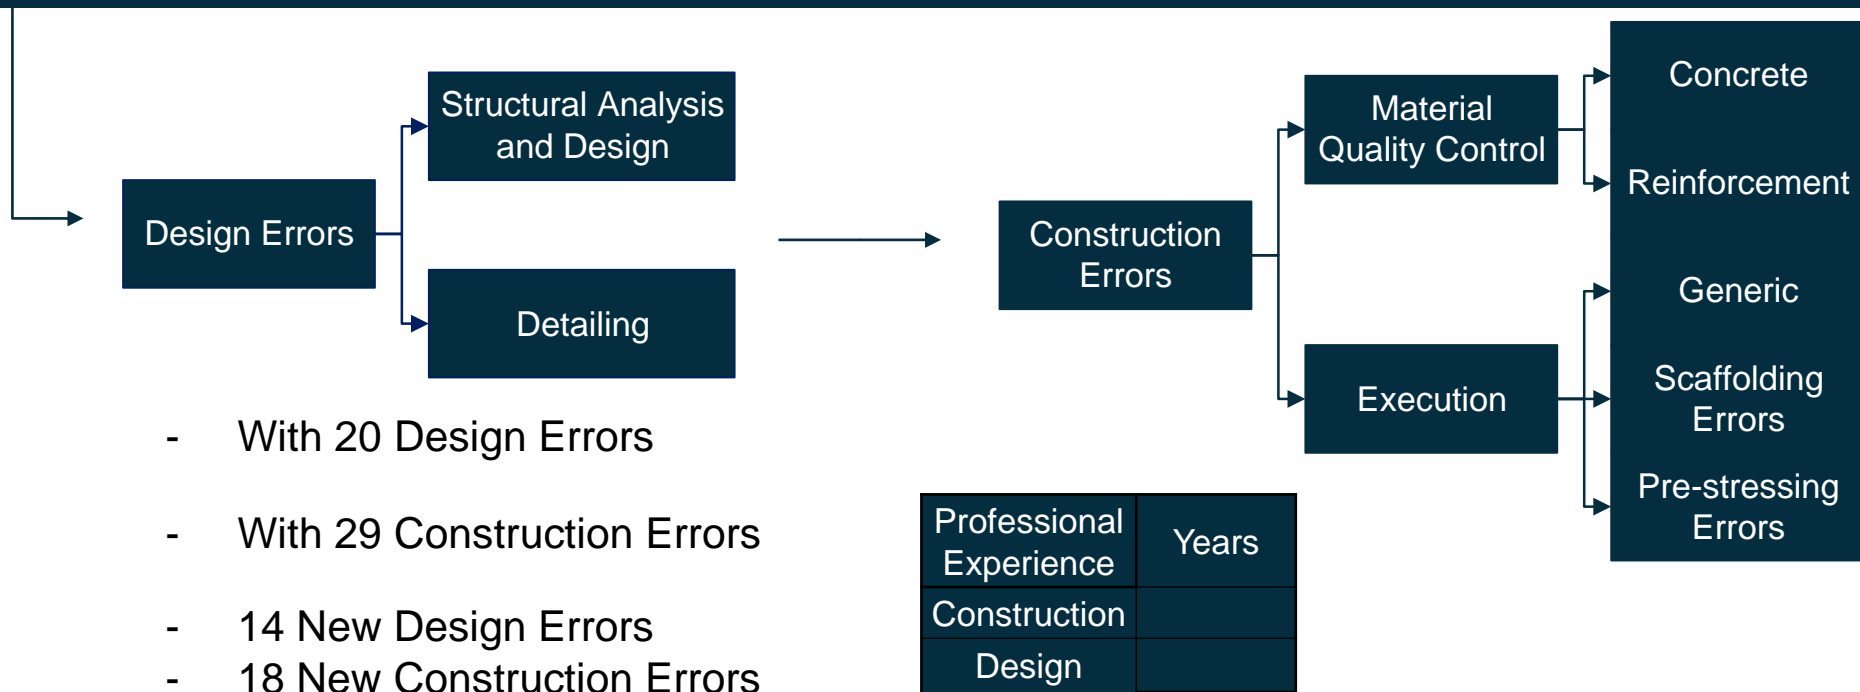 Structural Analysis
and Design
Design Errors
Detailing
Construction
Errors
Material
Quality Control
Execution
Concrete
Reinforcement
Generic
Scaffolding
Errors
Pre-stressing
Errors
- With 20 Design Errors
- With 29 Construction Errors
- 14 New Design Errors
- 18 New Construction Errors
Professional
Experience
Years
Construction
Design